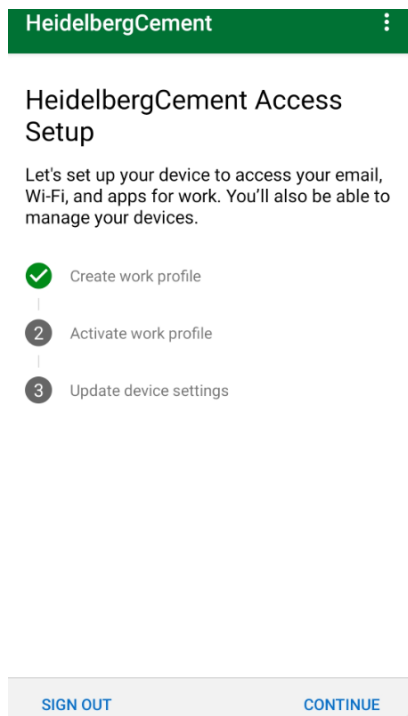 HeidelbergCement
HeidelbergCement Access
Setup
Let's set up your device to access your email,
Wi-Fi, and apps for work. You’ll also be able to
manage your devices.
Create work profile
2 Activate work profile
3 Update device settings
SIGN OUT CONTINUE